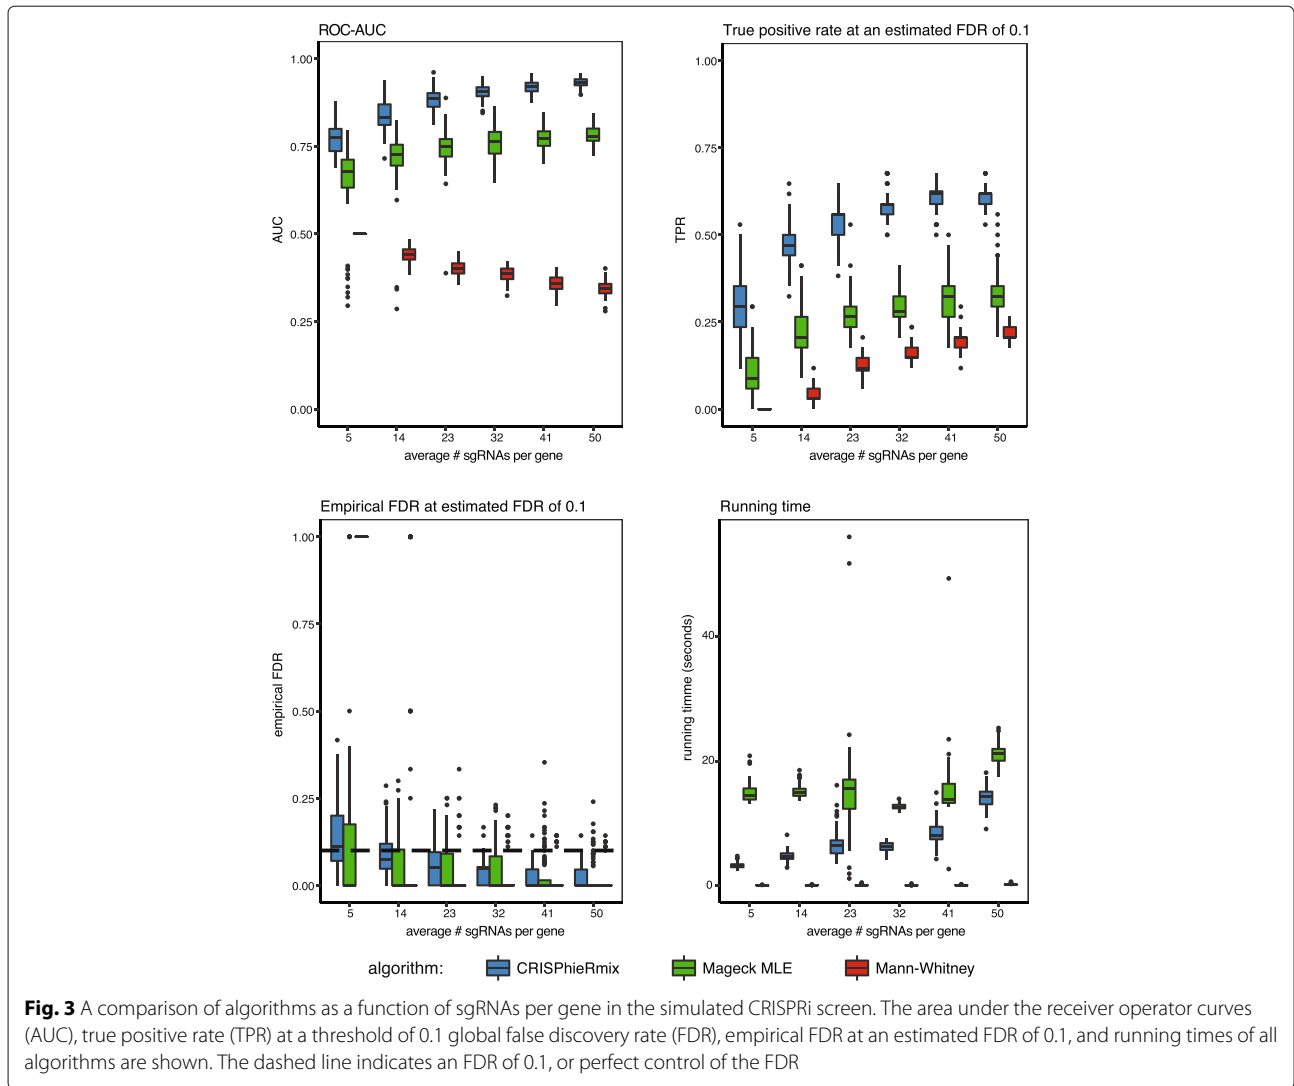 ROC-AUC
1.00
0.75
0.50
0.25
0.00
AUC
5 14 23 32 41 50
average # sgRNAs per gene
True positive rate at an estimated FDR of 0.1
1.00
0.75
0.50
0.25
0.00
TPR
5 14 23 32 41 50
average # sgRNAs per gene
Empirical FDR at estimated FDR of 0.1
1.00
0.75
0.50
0.25
0.00
empirical FDR
5 14 23 32 41 50
average # sgRNAs per gene
Running time
40
20
0
running timme (seconds)
5 14 23 32 41 50
average # sgRNAs per gene
algorithm: CRISPhieRmix Mageck MLE Mann-Whitney
Fig. 3 A comparison of algorithms as a function of sgRNAs per gene in the simulated CRISPRi screen. The area under the receiver operator curves
(AUC), true positive rate (TPR) at a threshold of 0.1 global false discovery rate (FDR), empirical FDR at an estimated FDR of 0.1, and running times of all
algorithms are shown. The dashed line indicates an FDR of 0.1, or perfect control of the FDR